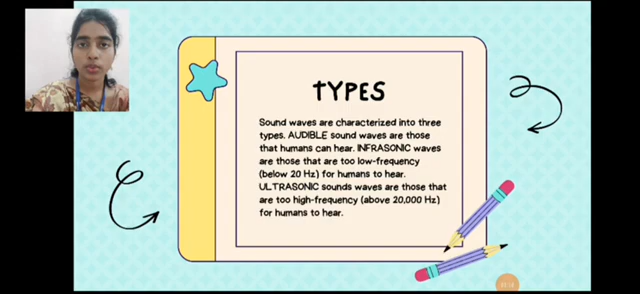 TYPES
Sound waves are characterized into three
types. AUDIBLE sound waves are those
that humans can hear. INFRASONIC waves
are those that are too low-frequency
(below 20 Hz) for humans to hear.
ULTRASONIC sounds waves are those that
are too high-frequency (above 20,000 Hz)
for humans to hear.